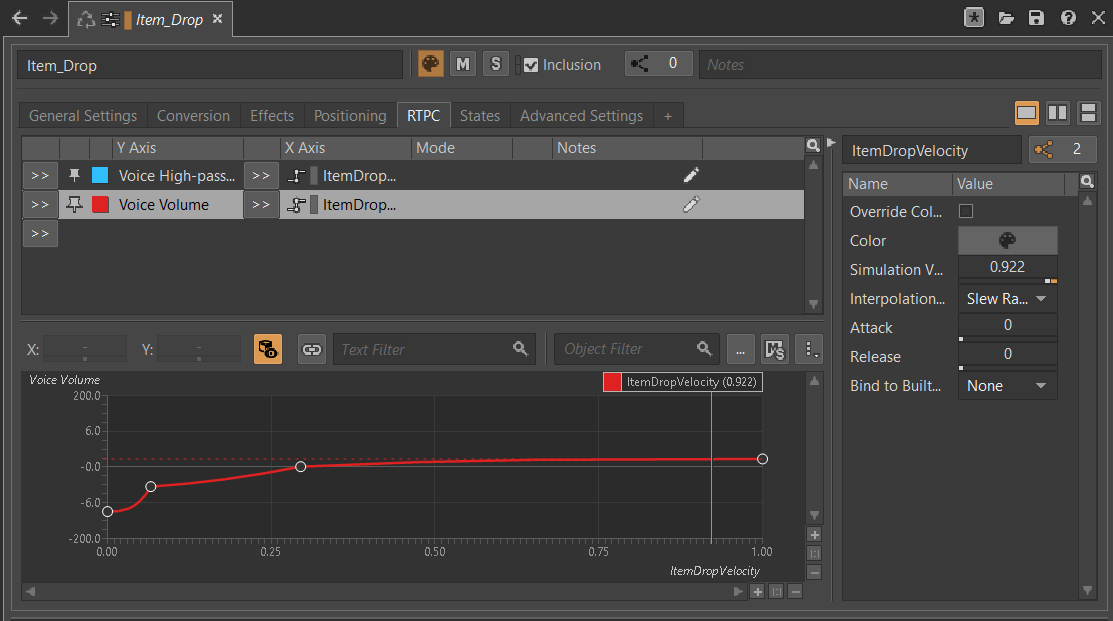 Item_Drop
Item_Drop
M
S
Inclusion
0
Notes
General Settings
Conversion
Effects
Positioning
RTPC
States
Advanced Settings
+
Y Axis
X Axis
Mode
Notes
>>
Voice High-pass...
>>
ItemDrop...
>>
Voice Volume
>>
ItemDrop...
>>
ItemDropVelocity
2
Name
Value
Override Col...
Color
Simulation V...
0.922
Interpolation...
Slew Ra...
Attack
0
Release
0
Bind to Built...
None
X:
-
Y:
-
Text Filter
Object Filter
...
MS
Voice Volume
ItemDropVelocity (0.922)
200.0
6.0
-0.0
-6.0
-200.0
0.00
0.25
0.50
0.75
1.00
ItemDropVelocity